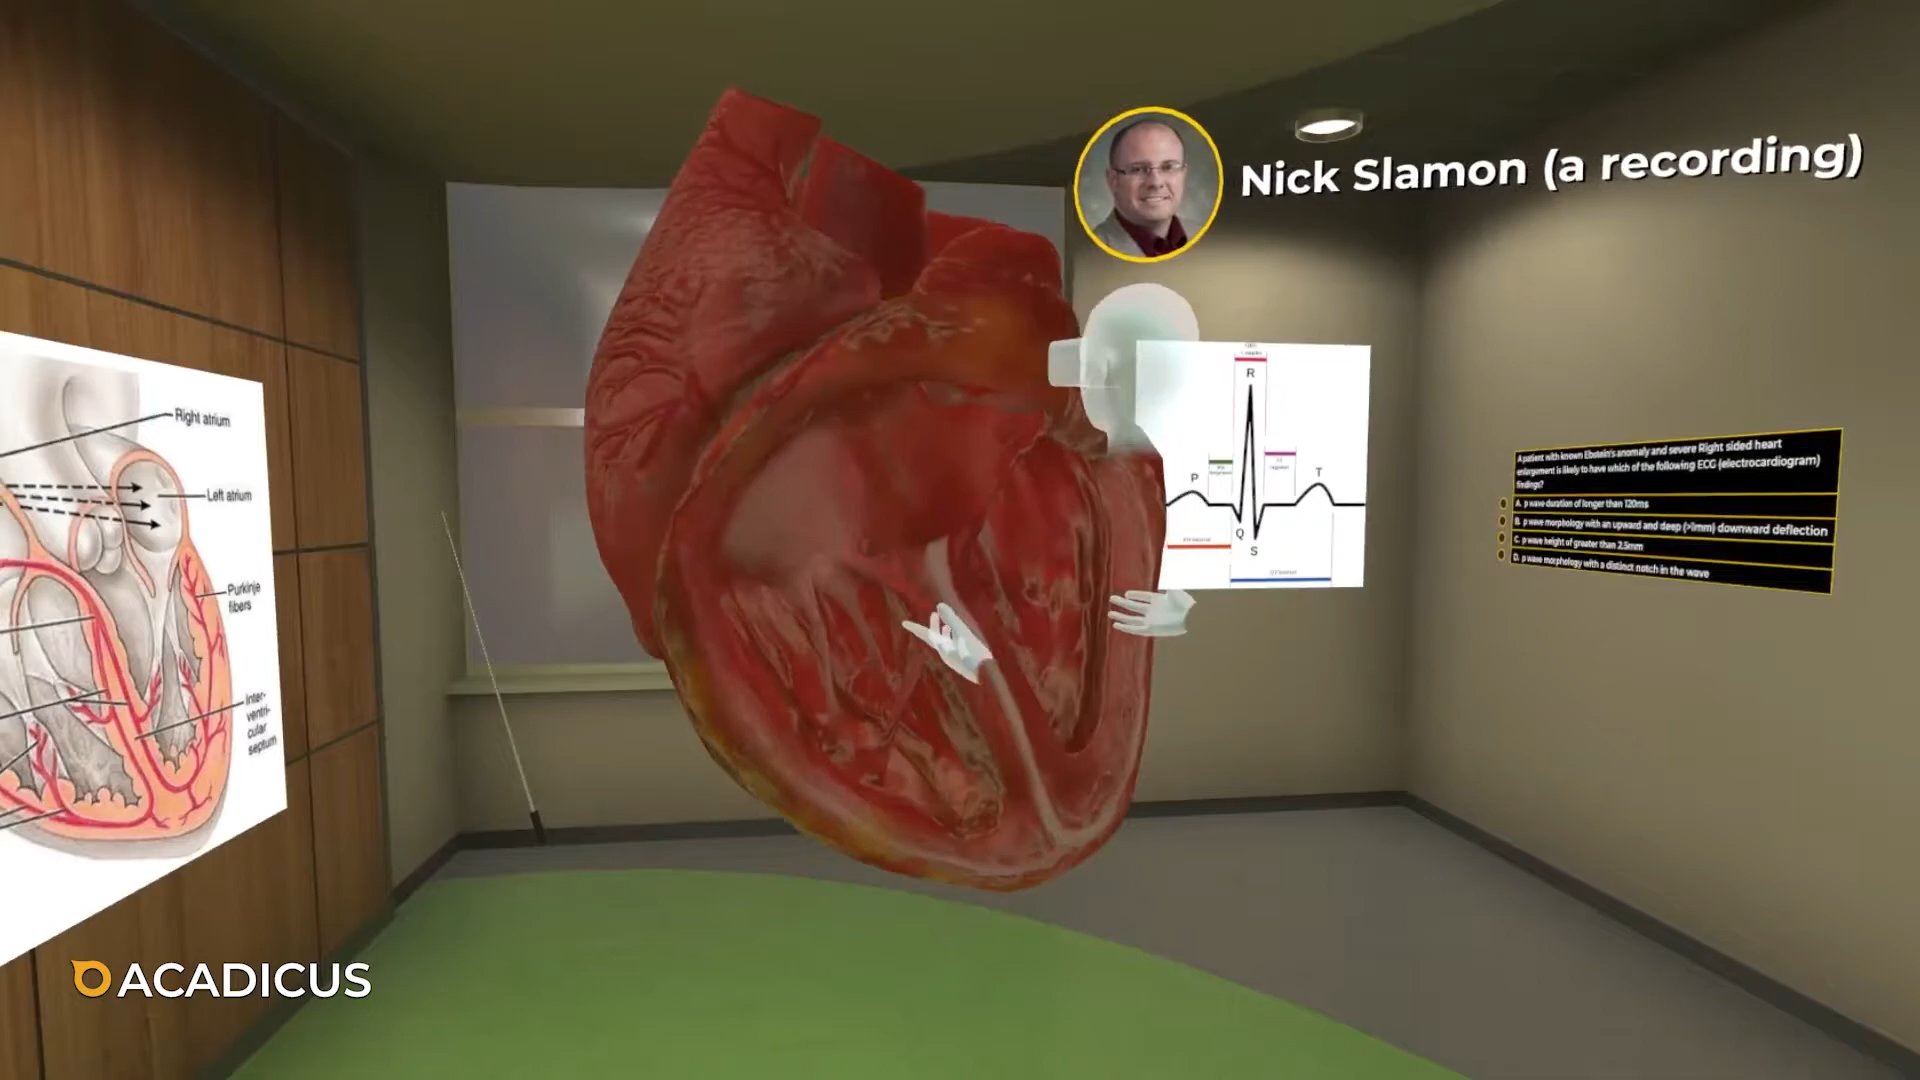 Nick Slamon (a recording)
Right atrium
Left atrium
Purkinje
fibers
Inter-
ventri-
cular
septum
R
P
T
Q
S
A patient with known Ebstein's anomaly and severe Right sided heart
enlargement is likely to have which of the following ECG (electrocardiogram)
findings?
A. p wave duration of longer than 120ms
B. p wave morphology with an upward and deep (>1mm) downward deflection
C. p wave height of greater than 2.5mm
D. p wave morphology with a distinct notch in the wave
ACADICUS